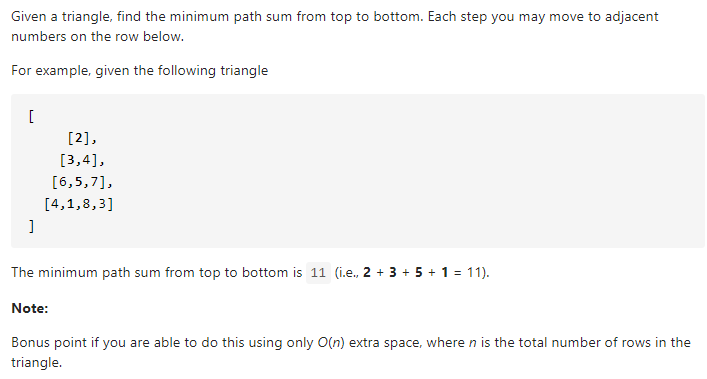 Given a triangle, find the minimum path sum from top to bottom. Each step you may move to adjacent
numbers on the row below.
For example, given the following triangle
[
[2],
[3,4],
[6,5,7],
[4,1,8,3]
]
The minimum path sum from top to bottom is 11 (i.e., 2 + 3 + 5 + 1 = 11).
Note:
Bonus point if you are able to do this using only O(n) extra space, where n is the total number of rows in the
triangle.